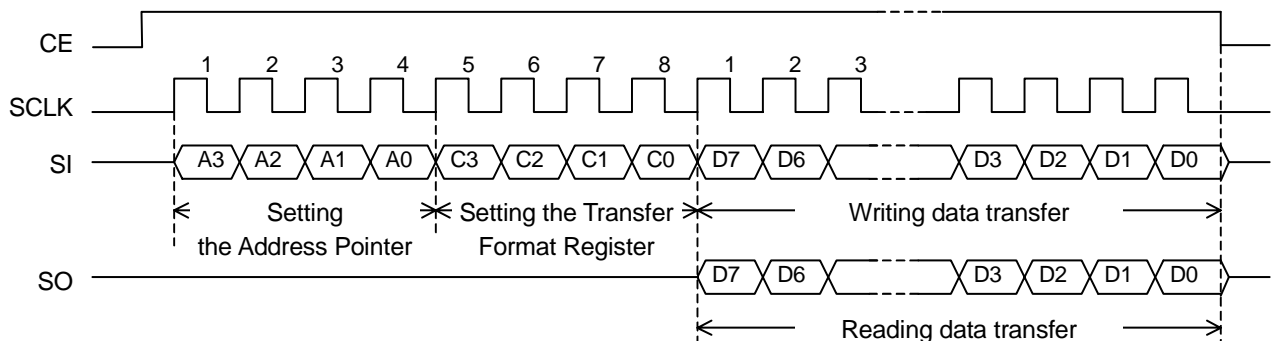 CE
1 2 3 4 5 6 7 8 1 2 3
SCLK
SI A3 A2 A1 A0 C3 C2 C1 C0 D7 D6 D3 D2 D1 D0
Setting Setting the Transfer Writing data transfer
the Address Pointer Format Register
SO D7 D6 D3 D2 D1 D0
Reading data transfer